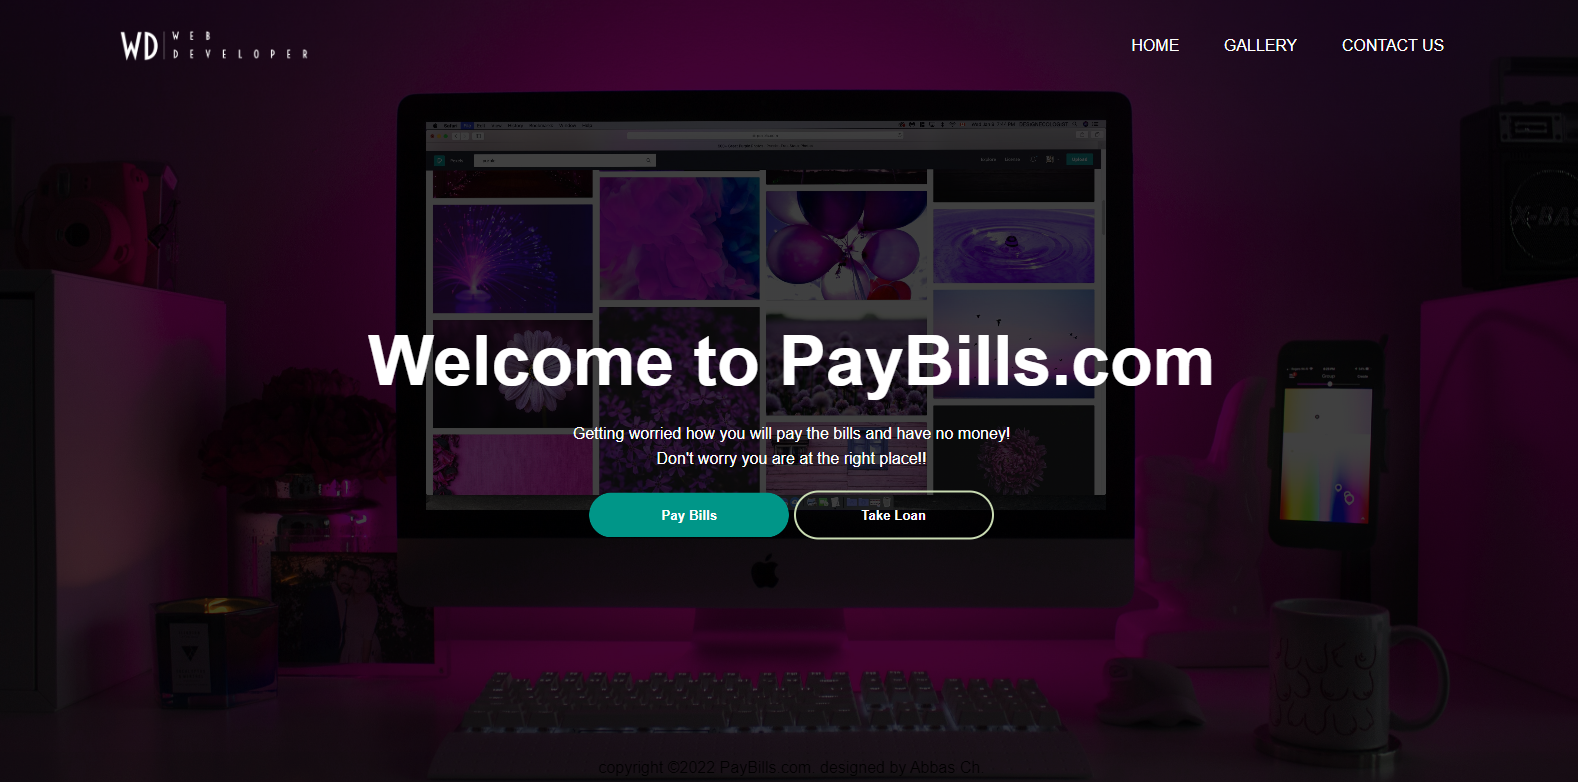 WD WEB
DEVELOPER
HOME GALLERY CONTACT US
Upload
X-BAS
Welcome to PayBills.com
Getting worried how you will pay the bills and have no money!
Don't worry you are at the right place!!
Pay Bills Take Loan
copyright ©2022 PayBills.com designed by Abbas Ch